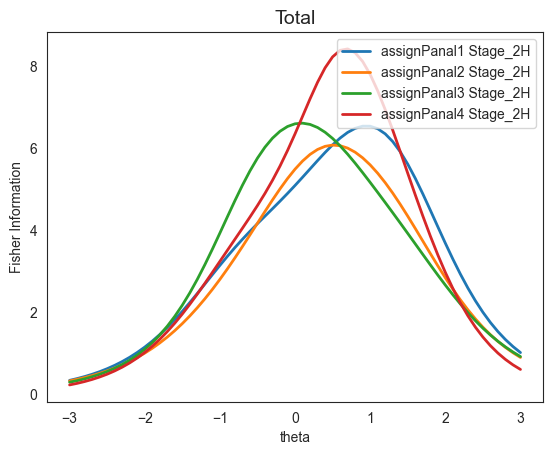 Total
assignPanal1 Stage_2H
assignPanal2 Stage_2H
assignPanal3 Stage_2H
assignPanal4 Stage_2H
Fisher Information
8
6
4
2
0
−3 −2 −1 0 1 2 3
theta